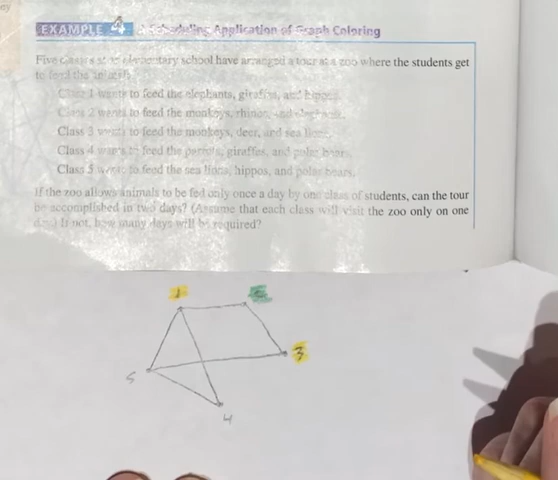 EXAMPLE 4 A Scheduling Application of Graph Coloring
Five classes at an elementary school have arranged a tour at a zoo where the students get
to feed the animals.
Class 1 wants to feed the elephants, giraffes, and hippos.
Class 2 wants to feed the monkeys, rhinos, and elephants.
Class 3 wants to feed the monkeys, deer, and sea lions.
Class 4 wants to feed the parrots, giraffes, and polar bears.
Class 5 wants to feed the sea lions, hippos, and polar bears.
If the zoo allows animals to be fed only once a day by one class of students, can the tour
be accomplished in two days? (Assume that each class will visit the zoo only on one
day.) If not, how many days will be required?
1
2
3
5
4